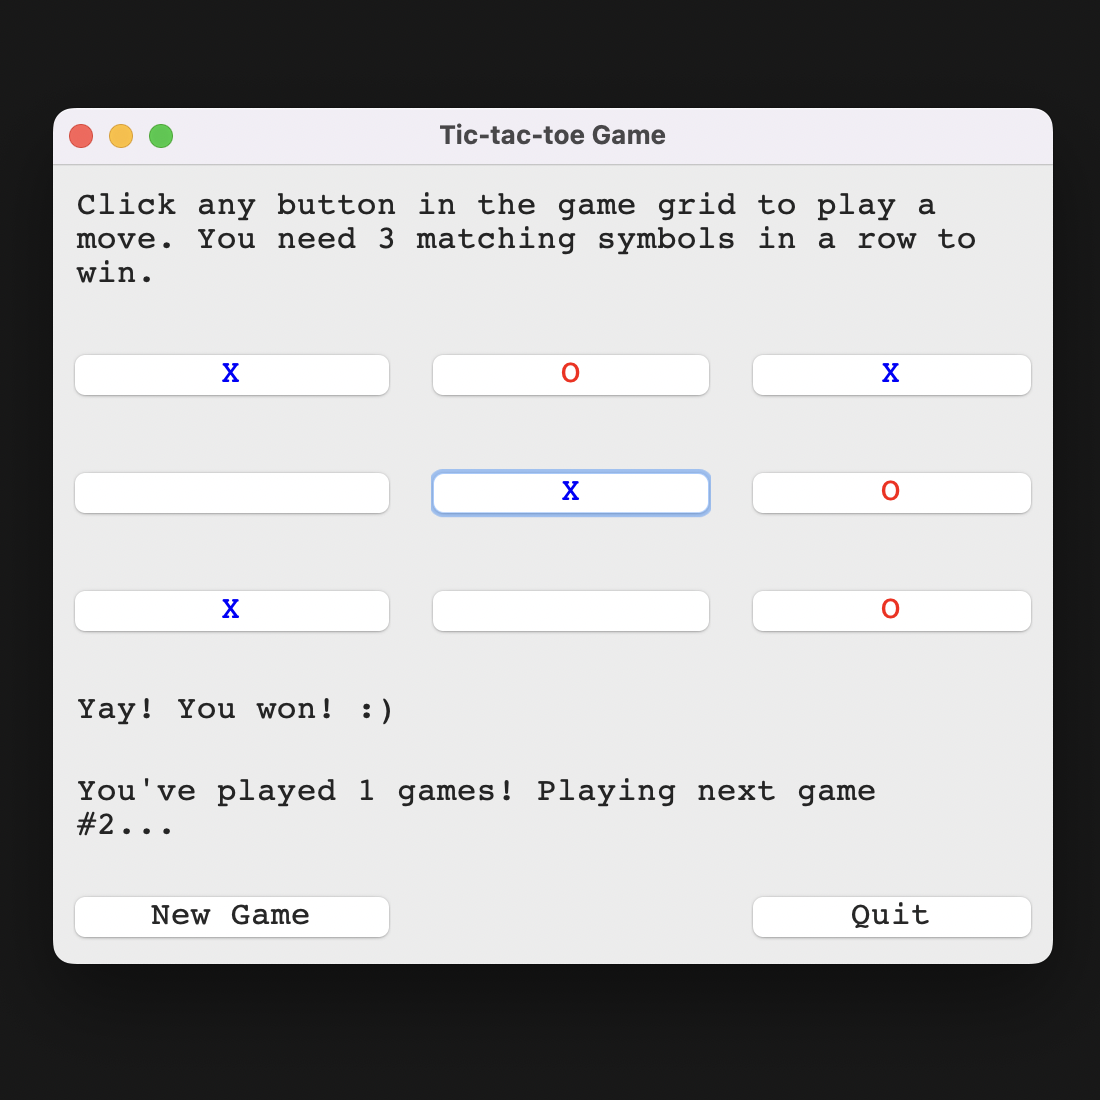 Tic-tac-toe Game
Click any button in the game grid to play a
move. You need 3 matching symbols in a row to
win.
X O X
X O
X O
Yay! You won! :)
You've played 1 games! Playing next game
#2...
New Game Quit